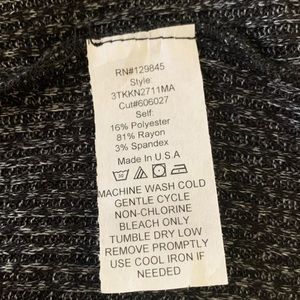 RN#129845
Style:
3TKKN2711MA
Cut#606027
Self:
16% Polyester
81% Rayon
3% Spandex
Made In U.S.A
MACHINE WASH COLD
GENTLE CYCLE
NON-CHLORINE
BLEACH ONLY
TUMBLE DRY LOW
REMOVE PROMPTLY
USE COOL IRON IF
NEEDED